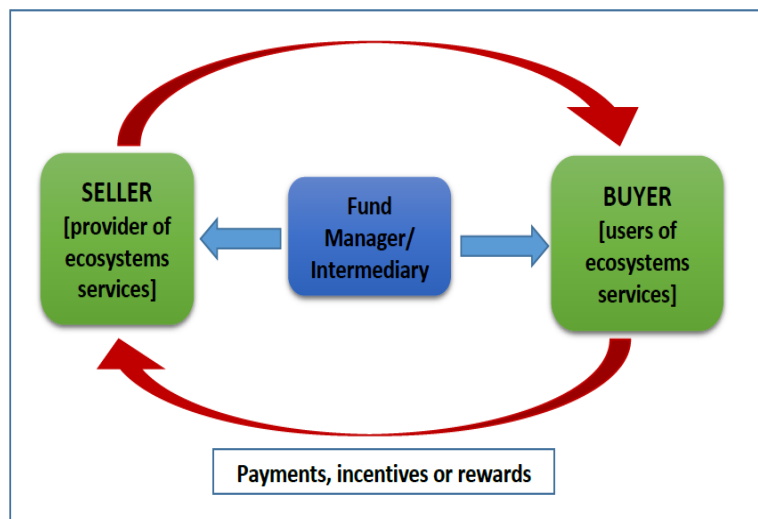 SELLER
[provider of
ecosystems
services]
Fund
Manager/
Intermediary
BUYER
[users of
ecosystems
services]
Payments, incentives or rewards